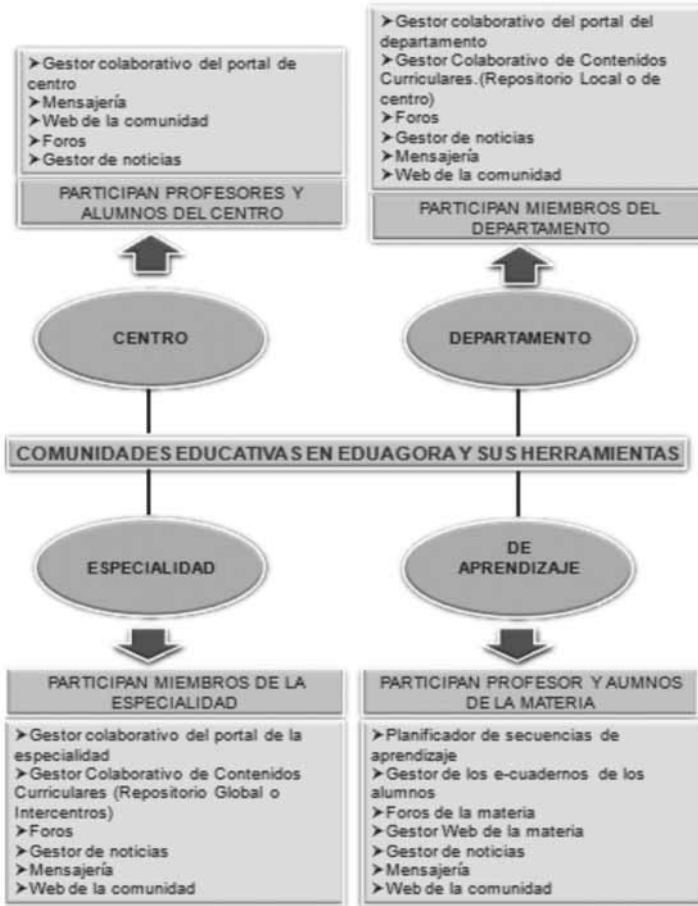 ➤Gestor colaborativo del portal de
centro
➤Mensajería
➤Web de la comunidad
➤Foros
➤Gestor de noticias
PARTICIPAN PROFESORES Y
ALUMNOS DEL CENTRO
➤Gestor colaborativo del portal del
departamento
➤Gestor Colaborativo de Contenidos
Curriculares.(Repositorio Local o de
centro)
➤Foros
➤Gestor de noticias
➤Mensajería
➤Web de la comunidad
PARTICIPAN MIEMBROS DEL
DEPARTAMENTO
CENTRO
DEPARTAMENTO
COMUNIDADES EDUCATIVAS EN EDUAGORA Y SUS HERRAMIENTAS
ESPECIALIDAD
DE
APRENDIZAJE
PARTICIPAN MIEMBROS DE LA
ESPECIALIDAD
➤Gestor colaborativo del portal de la
especialidad
➤Gestor Colaborativo de Contenidos
Curriculares (Repositorio Global o
Intercentros)
➤Foros
➤Gestor de noticias
➤Mensajería
➤Web de la comunidad
PARTICIPAN PROFESOR Y AUMNOS
DE LA MATERIA
➤Planificador de secuencias de
aprendizaje
➤Gestor de los e-cuadernos de los
alumnos
➤Foros de la materia
➤Gestor Web de la materia
➤Gestor de noticias
➤Mensajería
➤Web de la comunidad